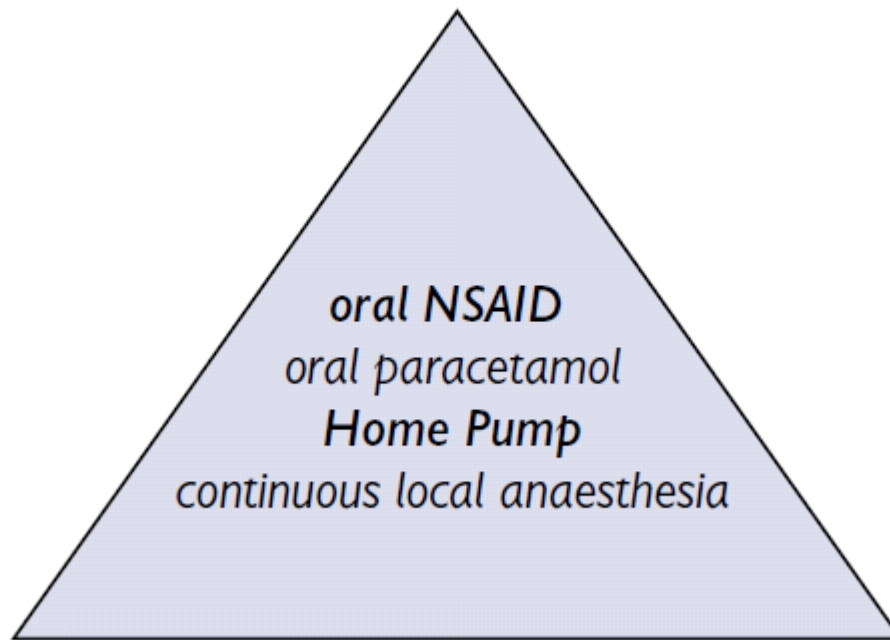 oral NSAID
oral paracetamol
Home Pump
continuous local anaesthesia